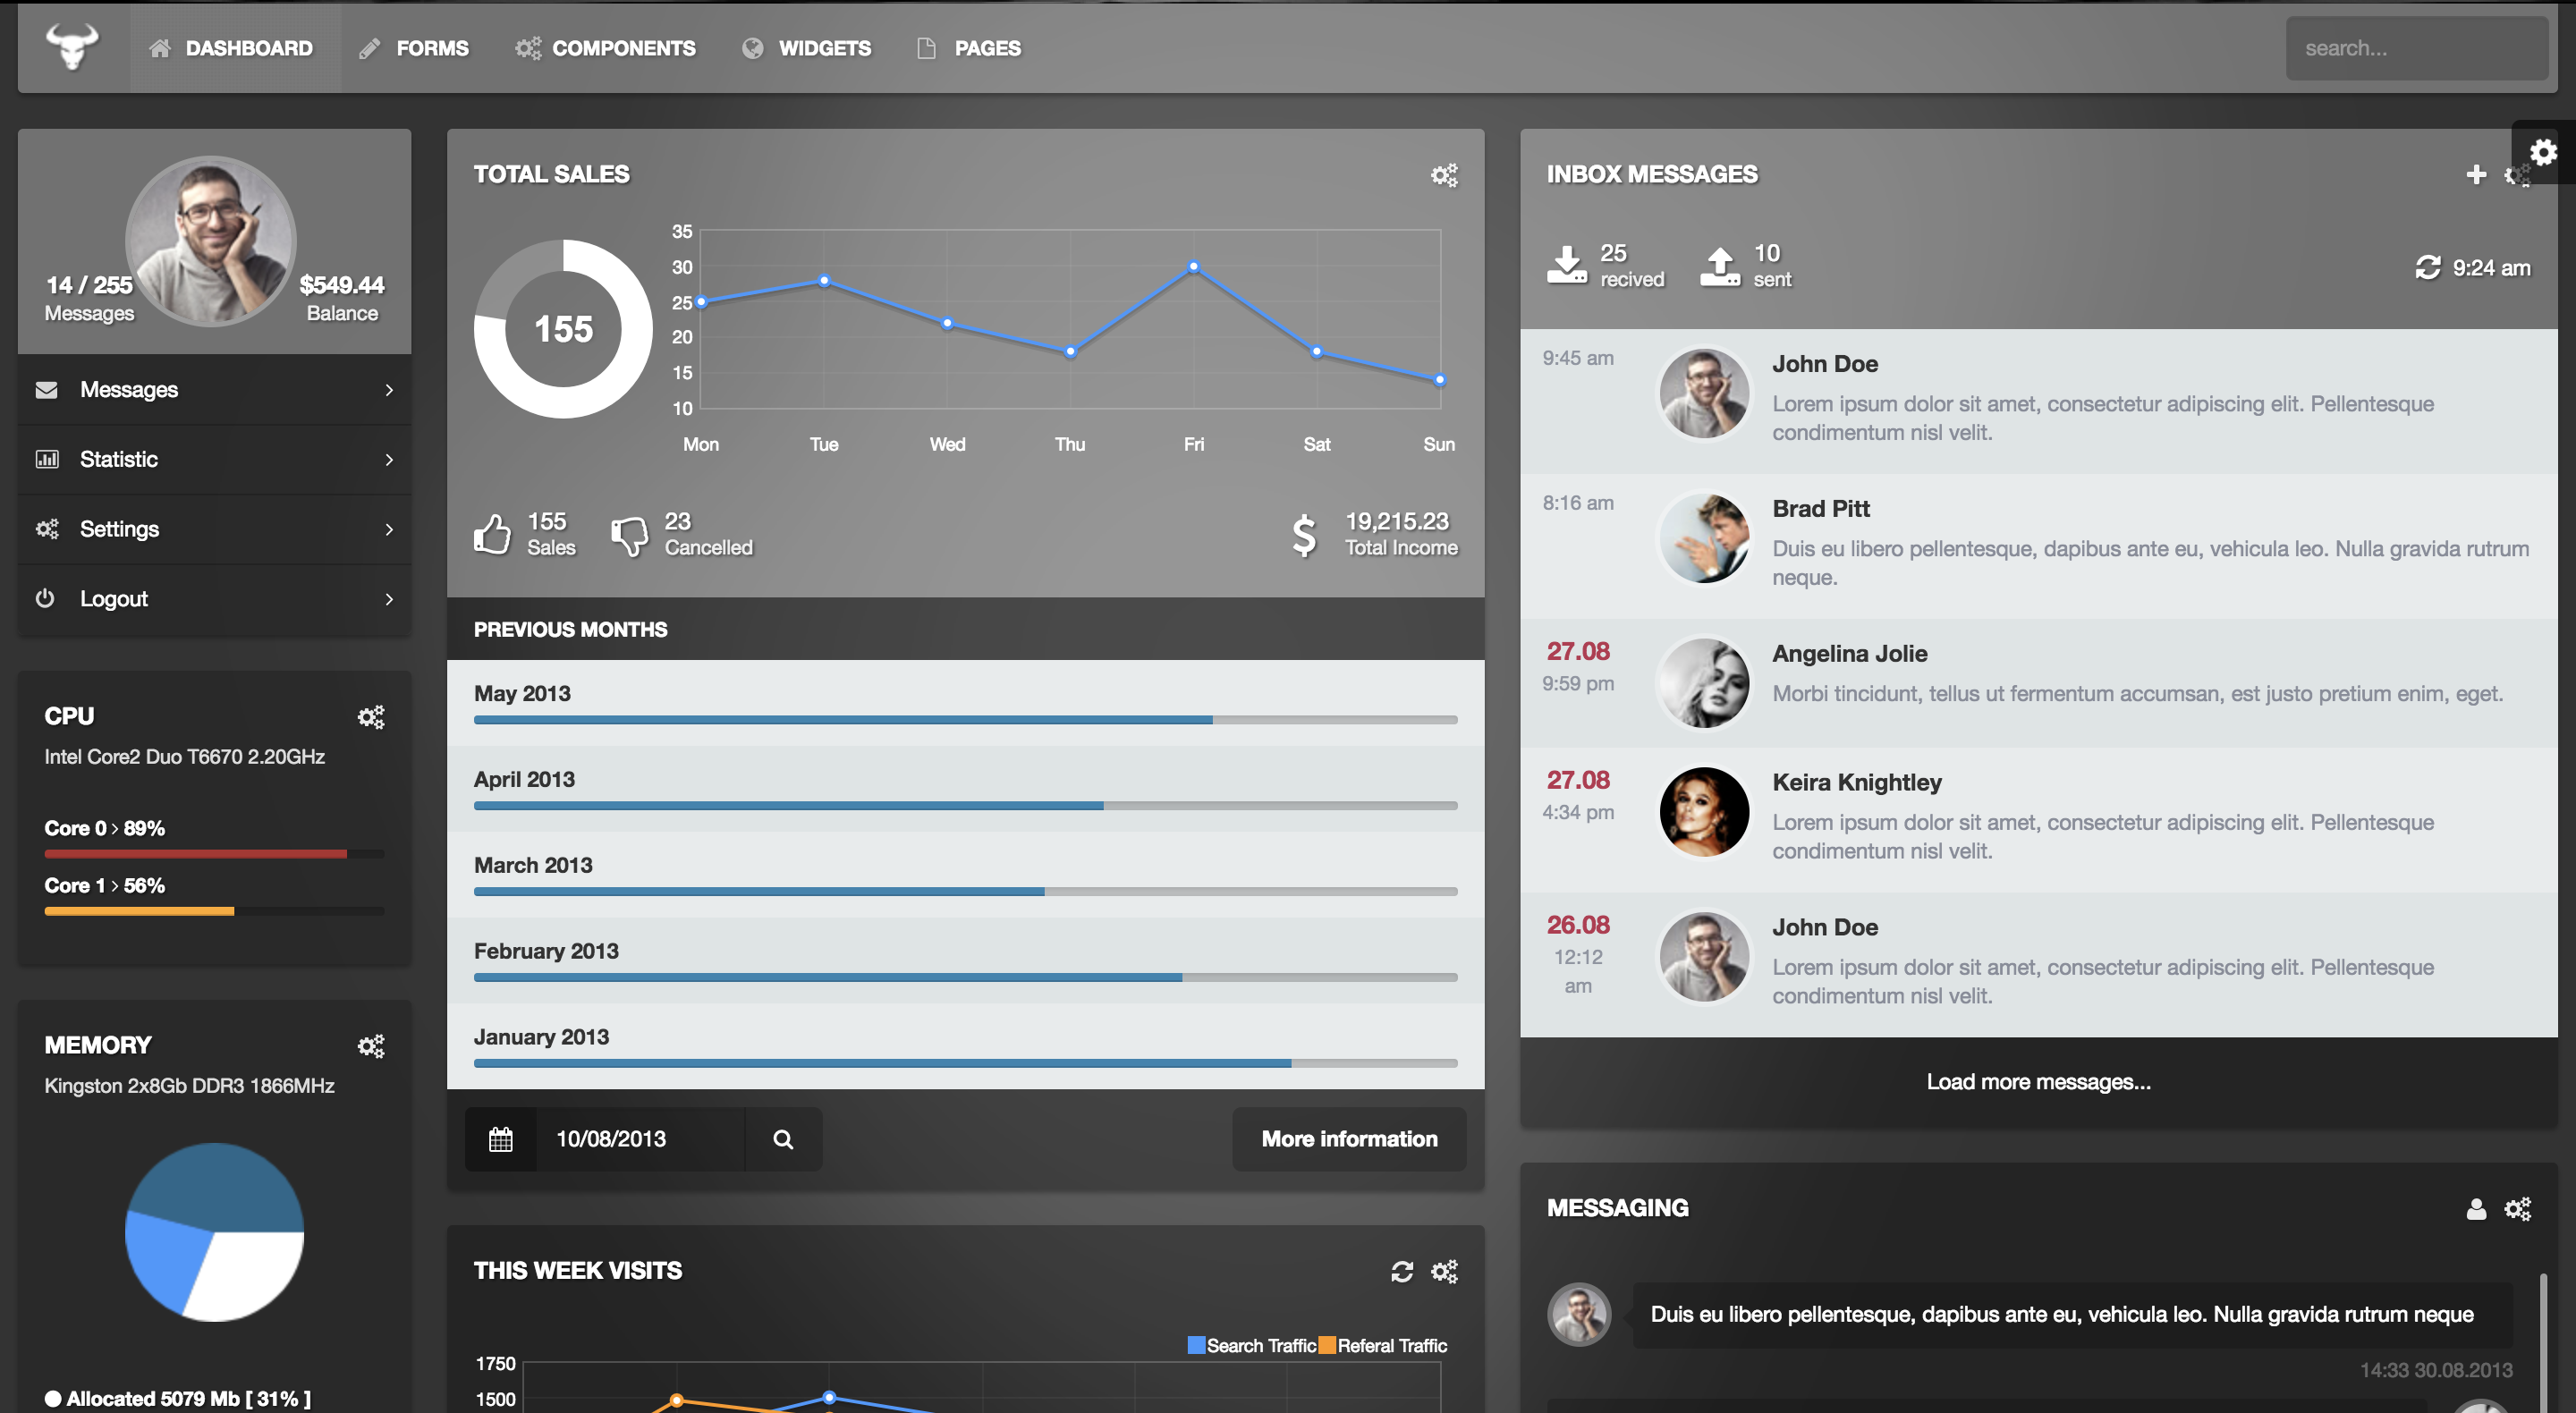 DASHBOARD
FORMS
COMPONENTS
WIDGETS
PAGES
search...
14 / 255
Messages
$549.44
Balance
Messages
Statistic
Settings
Logout
CPU
Intel Core2 Duo T6670 2.20GHz
Core 0 > 89%
Core 1 > 56%
MEMORY
Kingston 2x8Gb DDR3 1866MHz
Allocated 5079 Mb [ 31% ]
TOTAL SALES
155
35
30
25
20
15
10
Mon Tue Wed Thu Fri Sat Sun
155
Sales
23
Cancelled
19,215.23
Total Income
PREVIOUS MONTHS
May 2013
April 2013
March 2013
February 2013
January 2013
10/08/2013
More information
THIS WEEK VISITS
Search Traffic Referal Traffic
1750
1500
INBOX MESSAGES
25
recived
10
sent
9:24 am
9:45 am
John Doe
Lorem ipsum dolor sit amet, consectetur adipiscing elit. Pellentesque
condimentum nisl velit.
8:16 am
Brad Pitt
Duis eu libero pellentesque, dapibus ante eu, vehicula leo. Nulla gravida rutrum
neque.
27.08
9:59 pm
Angelina Jolie
Morbi tincidunt, tellus ut fermentum accumsan, est justo pretium enim, eget.
27.08
4:34 pm
Keira Knightley
Lorem ipsum dolor sit amet, consectetur adipiscing elit. Pellentesque
condimentum nisl velit.
26.08
12:12
am
John Doe
Lorem ipsum dolor sit amet, consectetur adipiscing elit. Pellentesque
condimentum nisl velit.
Load more messages...
MESSAGING
Duis eu libero pellentesque, dapibus ante eu, vehicula leo. Nulla gravida rutrum neque
14:33 30.08.2013